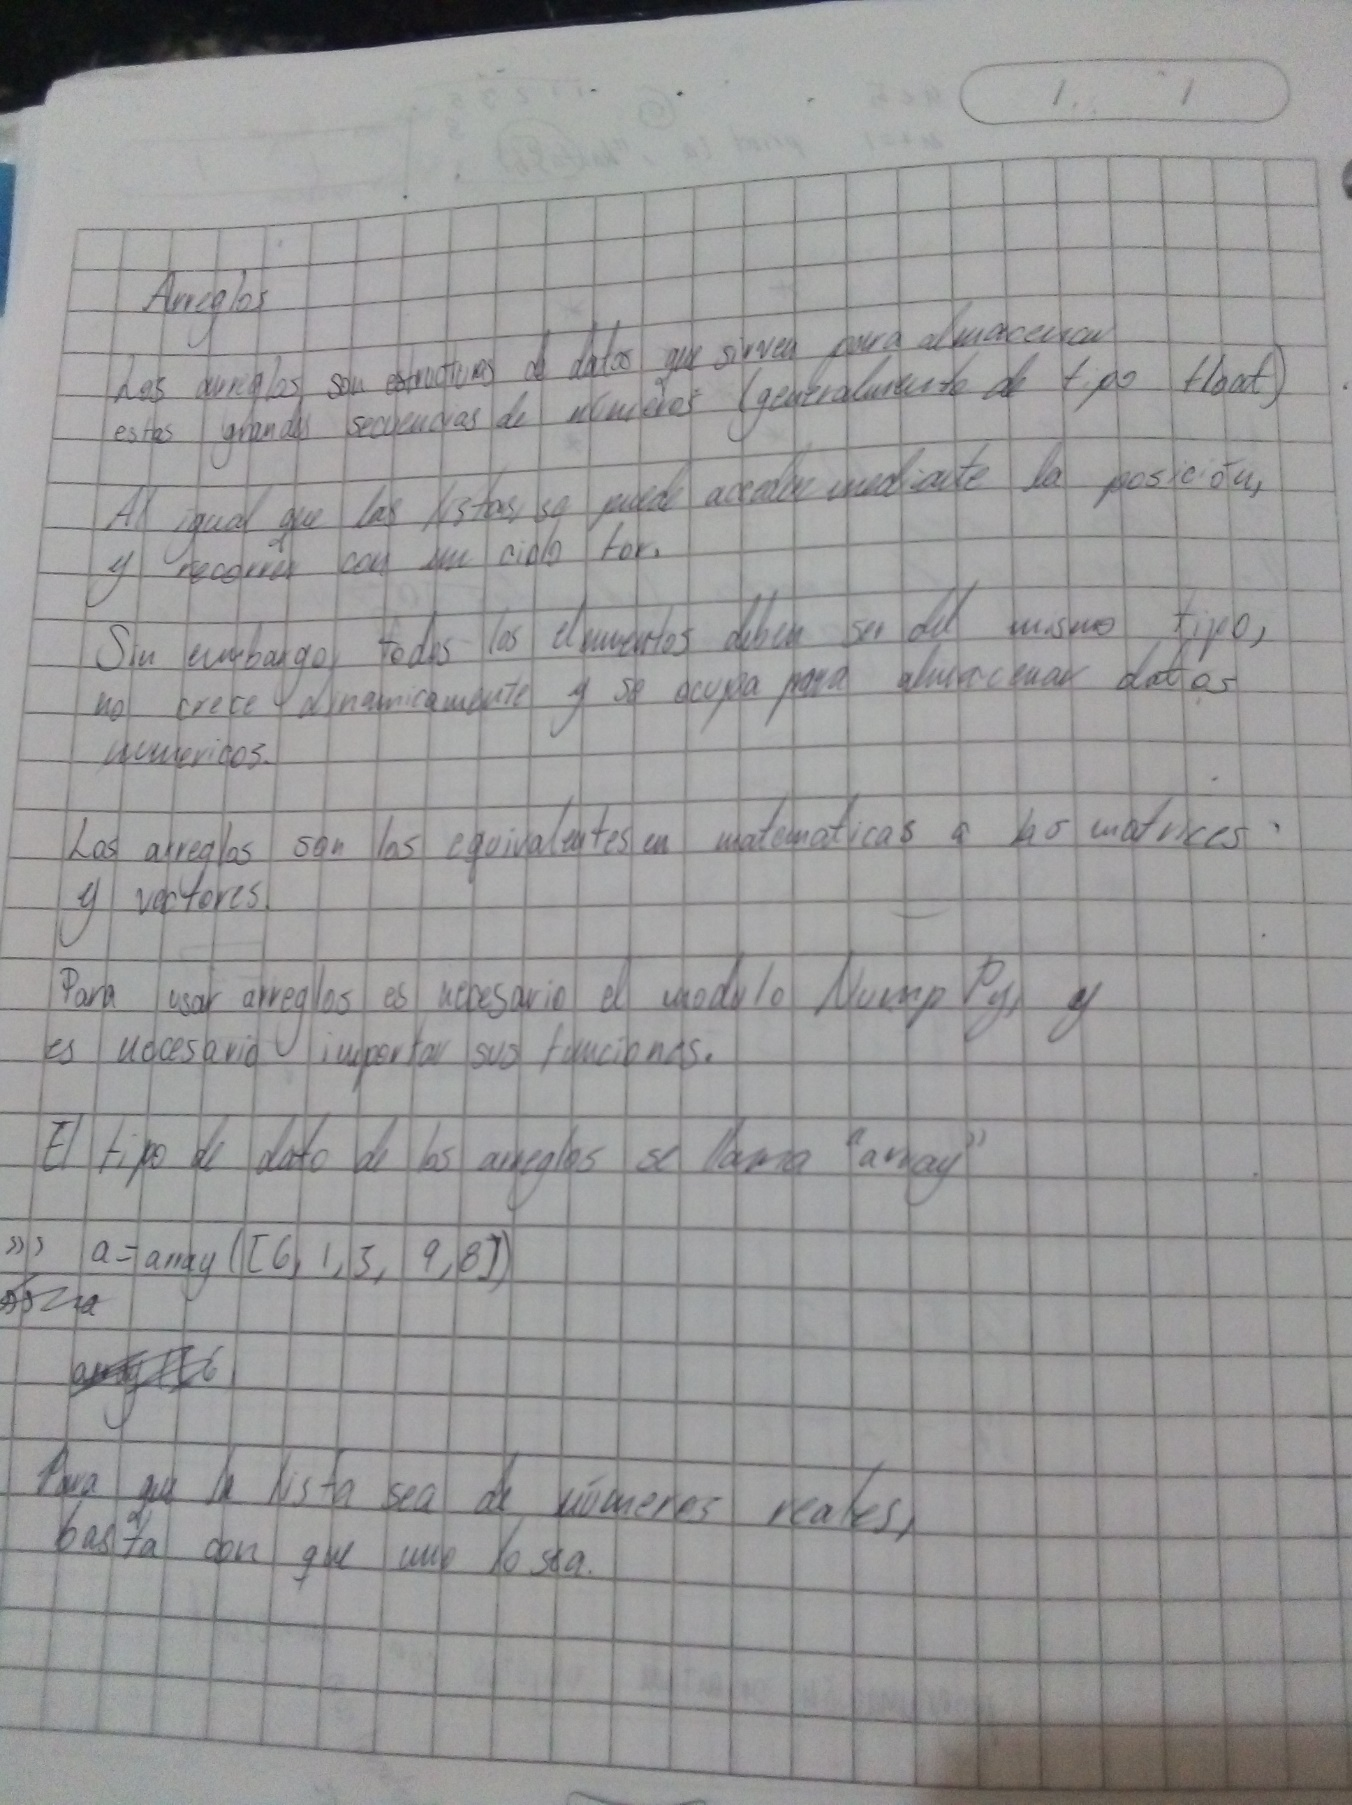 Arreglos
Los arreglos son estructuras de datos que sirven para almacenar
estas grandes secuencias de números (generalmente de tipo float)
Al igual que las listas, se puede acceder mediante la posición,
y recorrer con un ciclo for.
Sin embargo, todos los elementos deben ser del mismo tipo,
no crece dinamicamente y se ocupa para almacenar datos
numericos.
Los arreglos son los equivalentes en matematicas a las matrices
y vectores.
Para usar arreglos es necesario el modulo Nump Py, y
es necesario importar sus funciones.
El tipo de dato de los arreglos se llama "array"
>>> a=array([6, 1, 3, 9, 8])
Para que la lista sea de números reales,
basta con que uno lo sea.